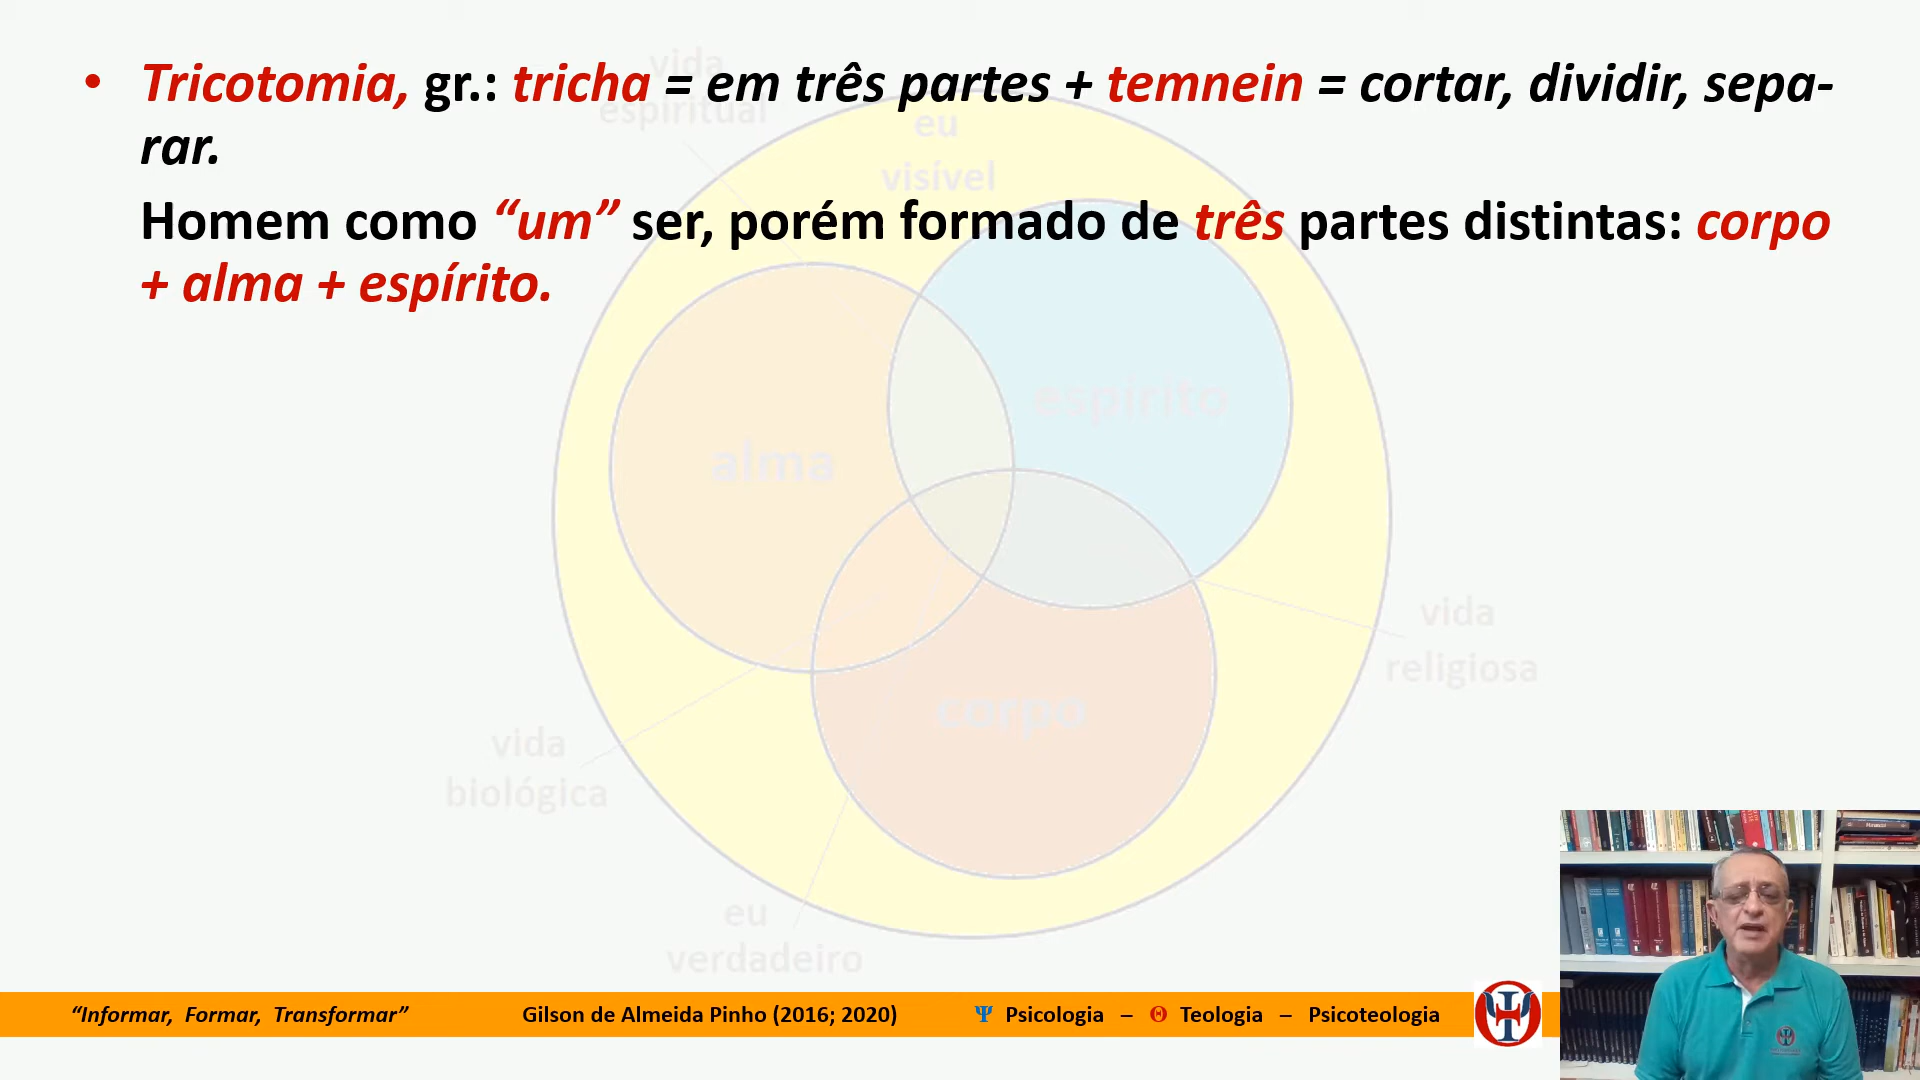 • Tricotomia, gr.: tricha = em três partes + temnein = cortar, dividir, sepa-
rar.
Homem como “um” ser, porém formado de três partes distintas: corpo
+ alma + espírito.
vida
espiritual
eu
visível
espírito
alma
corpo
vida
religiosa
vida
biológica
eu
verdadeiro
“Informar, Formar, Transformar” Gilson de Almeida Pinho (2016; 2020) Ψ Psicologia – Θ Teologia – Psicoteologia